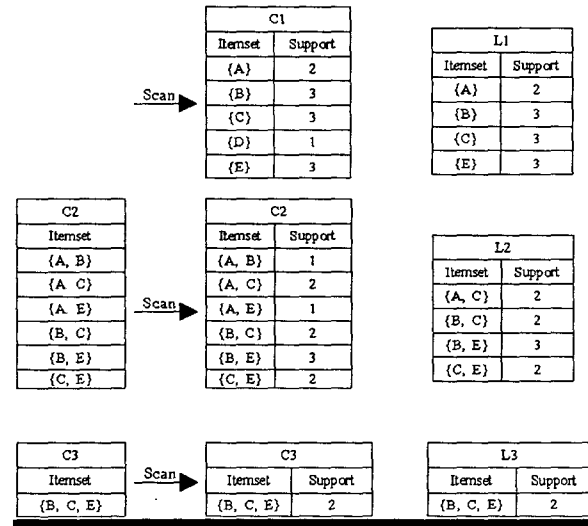 C1
Itemset Support
{A} 2
{B} 3
{C} 3
{D} 1
{E} 3
Scan
L1
Itemset Support
{A} 2
{B} 3
{C} 3
{E} 3
C2
Itemset
{A, B}
{A C}
{A E}
{B, C}
{B, E}
{C, E}
Scan
C2
Itemset Support
{A, B} 1
{A, C} 2
{A, E} 1
{B, C} 2
{B, E} 3
{C, E} 2
L2
Itemset Support
{A, C} 2
{B, C} 2
{B, E} 3
{C, E} 2
C3
Itemset
{B, C, E}
Scan
C3
Itemset Support
{B, C, E} 2
L3
Itemset Support
{B, C, E} 2